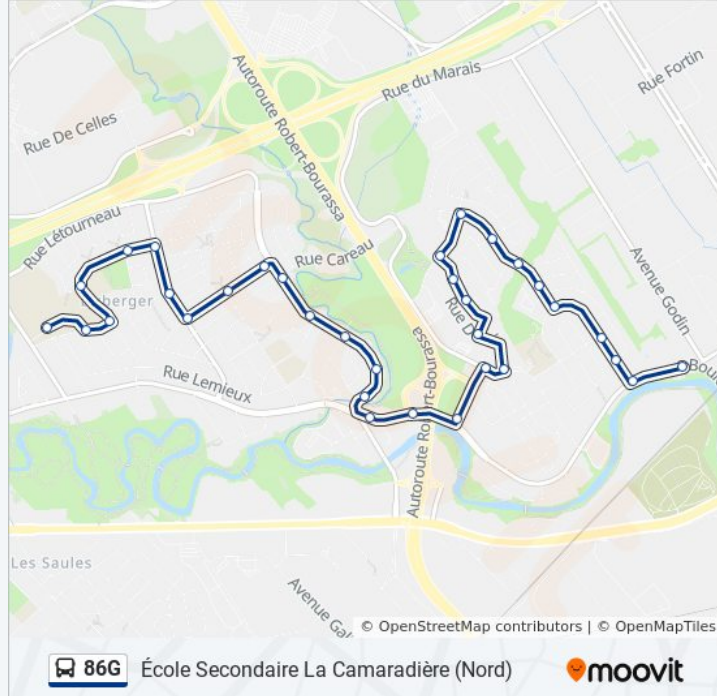 Rue du Marais
Rue Fortin
Autoroute Robert-Bourassa
Rue De Celles
Rue Létourneau
Rue Careau
Avenue Godin
Rue Lemieux
Autoroute Robert-Bourassa
Les Saules
© OpenStreetMap contributors | © OpenMapTiles
86G École Secondaire La Camaradière (Nord) moovit